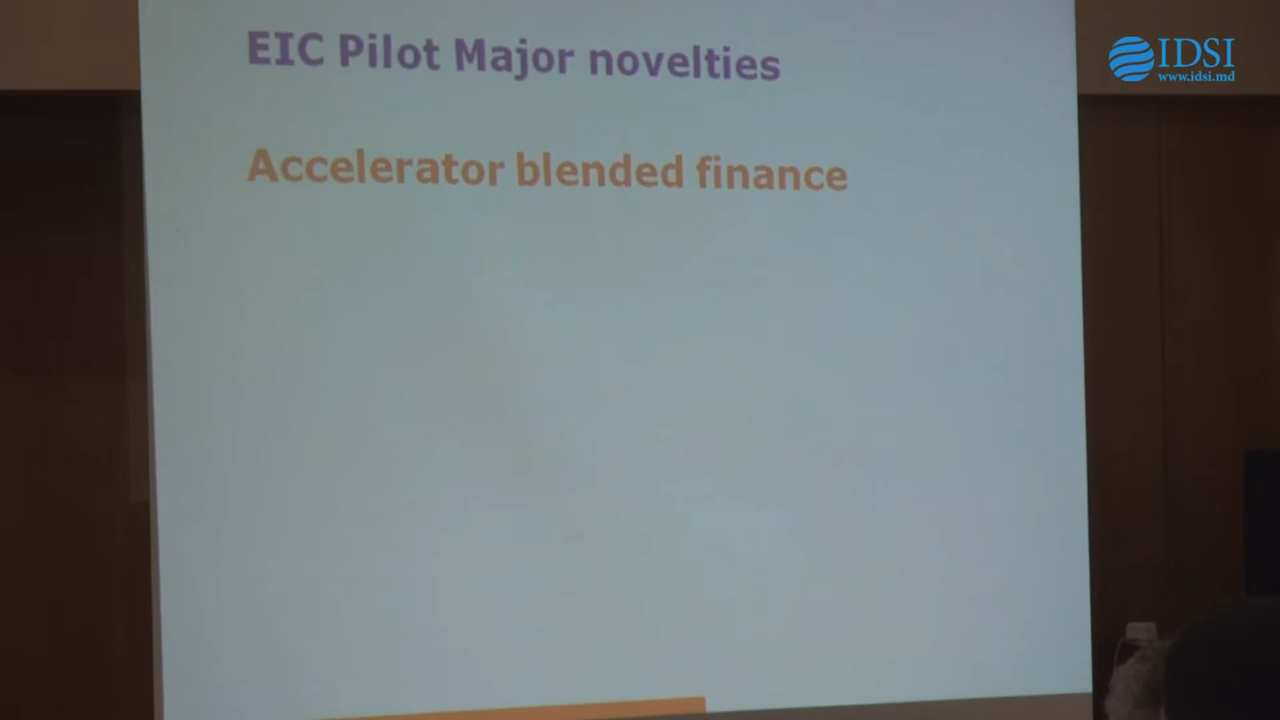 EIC Pilot Major novelties
IDSI
www.idsi.md
Accelerator blended finance